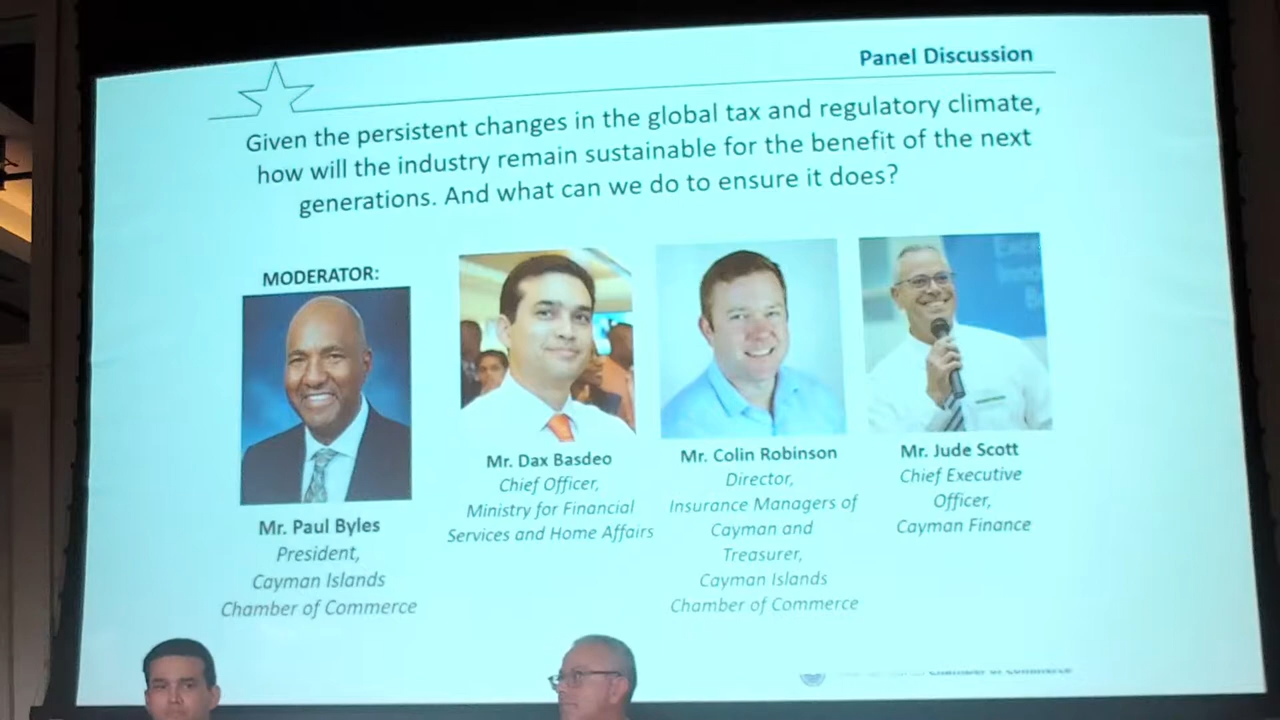 Panel Discussion
Given the persistent changes in the global tax and regulatory climate,
how will the industry remain sustainable for the benefit of the next
generations. And what can we do to ensure it does?
MODERATOR:
Mr. Paul Byles
President,
Cayman Islands
Chamber of Commerce
Mr. Dax Basdeo
Chief Officer,
Ministry for Financial
Services and Home Affairs
Mr. Colin Robinson
Director,
Insurance Managers of
Cayman and
Treasurer,
Cayman Islands
Chamber of Commerce
Mr. Jude Scott
Chief Executive
Officer,
Cayman Finance